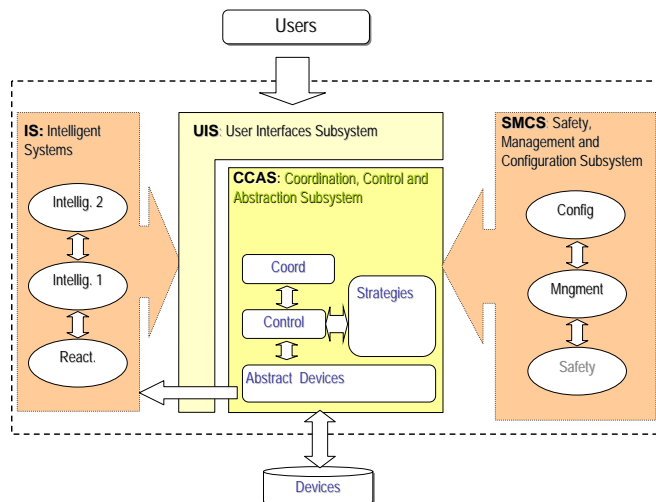 Users
IS: Intelligent
Systems
Intellig. 2
Intellig. 1
React.
UIS: User Interfaces Subsystem
CCAS: Coordination, Control and
Abstraction Subsystem
Coord
Control
Strategies
Abstract Devices
SMCS: Safety,
Management and
Configuration Subsystem
Config
Mngment
Safety
Devices